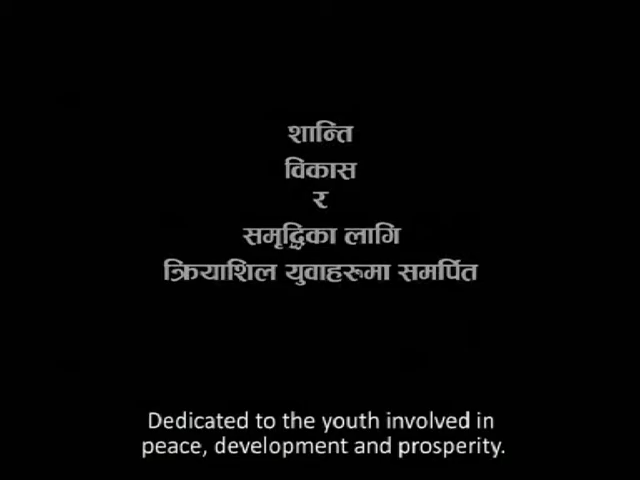 शान्ति
विकास
र
समृद्धिका लागि
क्रियाशिल युवाहरुमा समर्पित
Dedicated to the youth involved in
peace, development and prosperity.